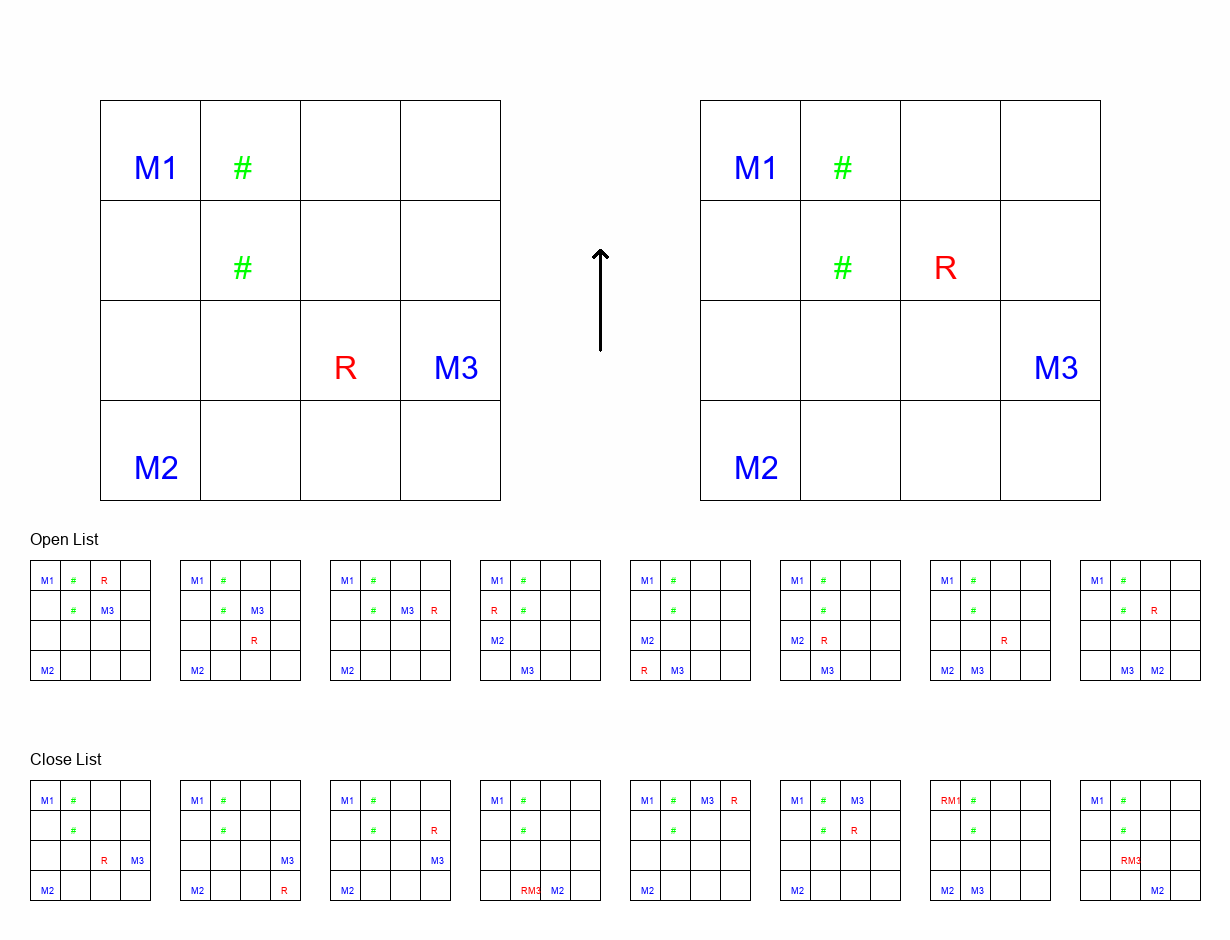 M1 # M1 #
# # R
R M3 M3
M2 M2
Open List
M1 # R M1 # M1 # M1 # M1 # M1 # M1 # M1 #
# M3 # M3 # M3 R R # # # # # R
R M2 M2 M2 R R
M2 M2 M2 M3 R M3 M3 M2 M3 M3 M2
Close List
M1 # M1 # M1 # M1 # M1 # M3 R M1 # M3 RM1 # M1 #
# # # R # # # R # #
R M3 M3 M3 RM3
M2 M2 R M2 RM3 M2 M2 M2 M2 M3 M2